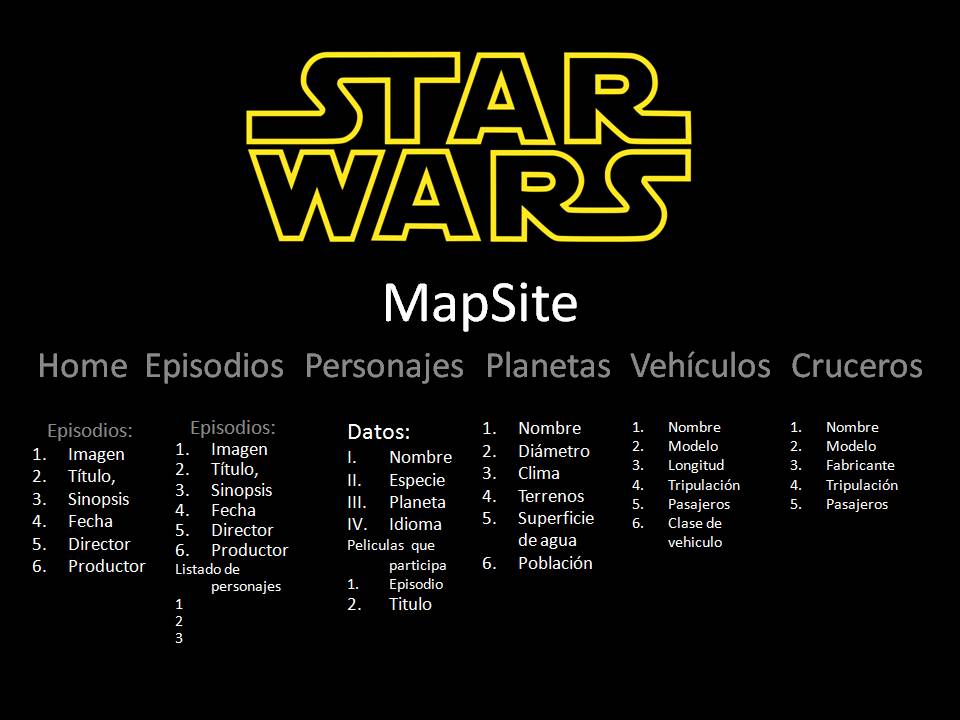 STAR
WARS
MapSite
Home Episodios Personajes Planetas Vehículos Cruceros
Episodios:
1. Imagen
2. Título,
3. Sinopsis
4. Fecha
5. Director
6. Productor
Episodios:
1. Imagen
2. Título,
3. Sinopsis
4. Fecha
5. Director
6. Productor
Listado de
personajes
1
2
3
Datos:
I. Nombre
II. Especie
III. Planeta
IV. Idioma
Peliculas que
participa
1. Episodio
2. Titulo
1. Nombre
2. Diámetro
3. Clima
4. Terrenos
5. Superficie
de agua
6. Población
1. Nombre
2. Modelo
3. Longitud
4. Tripulación
5. Pasajeros
6. Clase de
vehiculo
1. Nombre
2. Modelo
3. Fabricante
4. Tripulación
5. Pasajeros